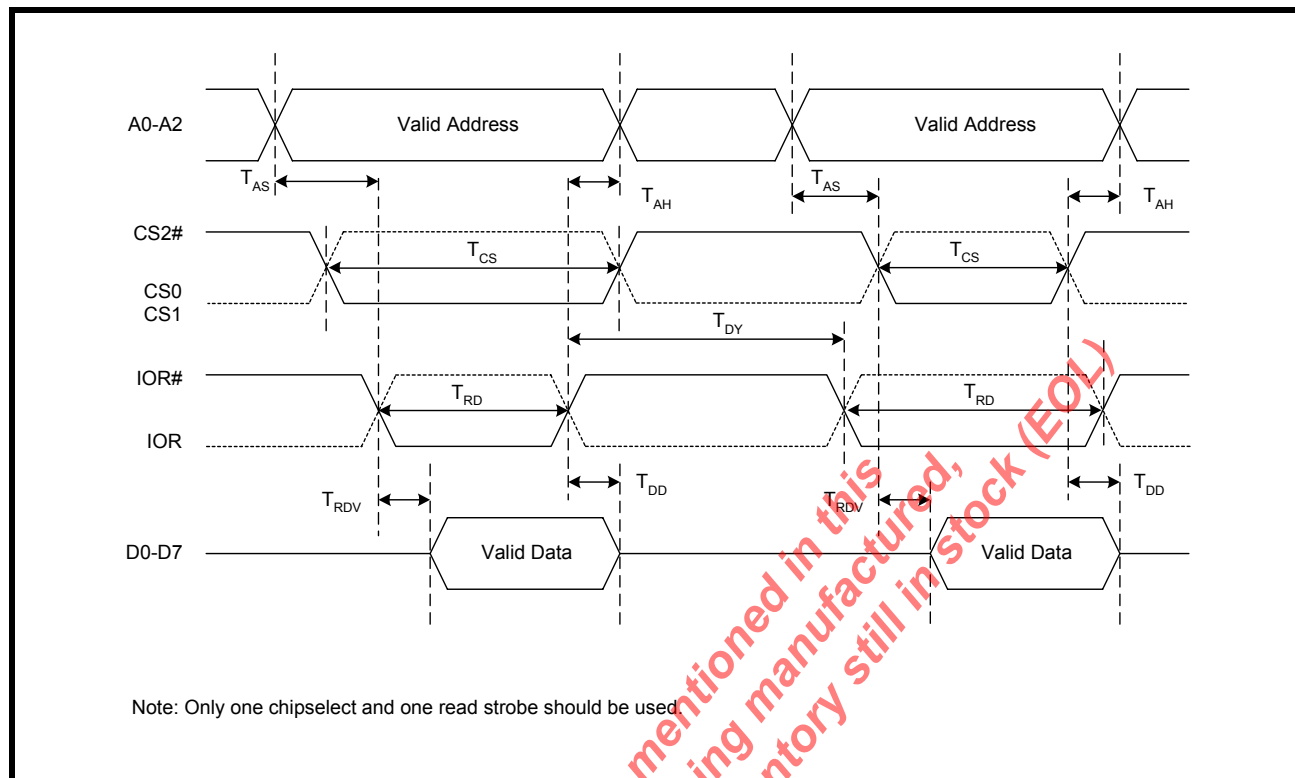 A0-A2
Valid Address
Valid Address
TAS
TAH
TAS
TAH
CS2#
TCS
TCS
CS0
CS1
TDY
IOR#
TRD
TRD
IOR
TRDV
TDD
TRDV
TDD
D0-D7
Valid Data
Valid Data
Note: Only one chipselect and one read strobe should be used.
mentioned in this
ing manufactured,
ntory still in stock (EOL)